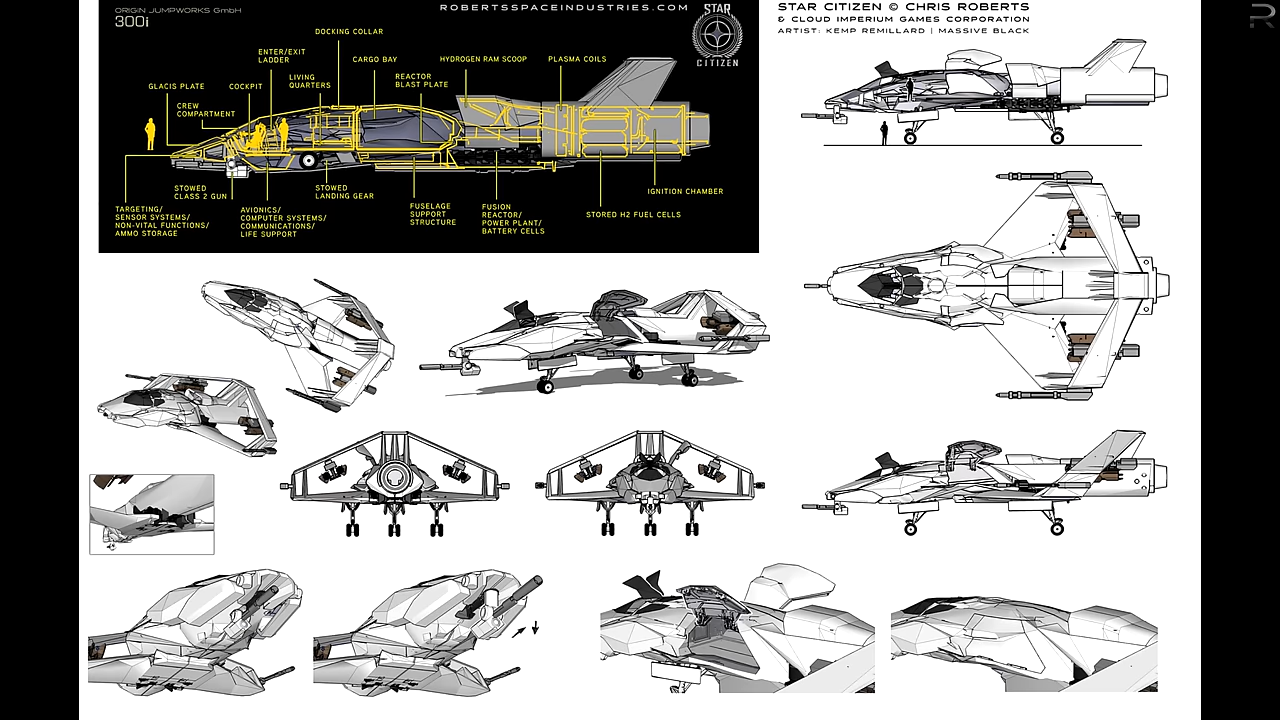 ORIGIN JUMPWORKS GmbH
300i
ROBERTSSPACEINDUSTRIES.COM
STAR
CITIZEN
DOCKING COLLAR
ENTER/EXIT
LADDER
CARGO BAY
HYDROGEN RAM SCOOP
PLASMA COILS
LIVING
QUARTERS
REACTOR
BLAST PLATE
GLACIS PLATE
COCKPIT
CREW
COMPARTMENT
STOWED
CLASS 2 GUN
STOWED
LANDING GEAR
IGNITION CHAMBER
TARGETING/
SENSOR SYSTEMS/
NON-VITAL FUNCTIONS/
AMMO STORAGE
AVIONICS/
COMPUTER SYSTEMS/
COMMUNICATIONS/
LIFE SUPPORT
FUSELAGE
SUPPORT
STRUCTURE
FUSION
REACTOR/
POWER PLANT/
BATTERY CELLS
STORED H2 FUEL CELLS
STAR CITIZEN © CHRIS ROBERTS
& CLOUD IMPERIUM GAMES CORPORATION
ARTIST: KEMP REMILLARD | MASSIVE BLACK